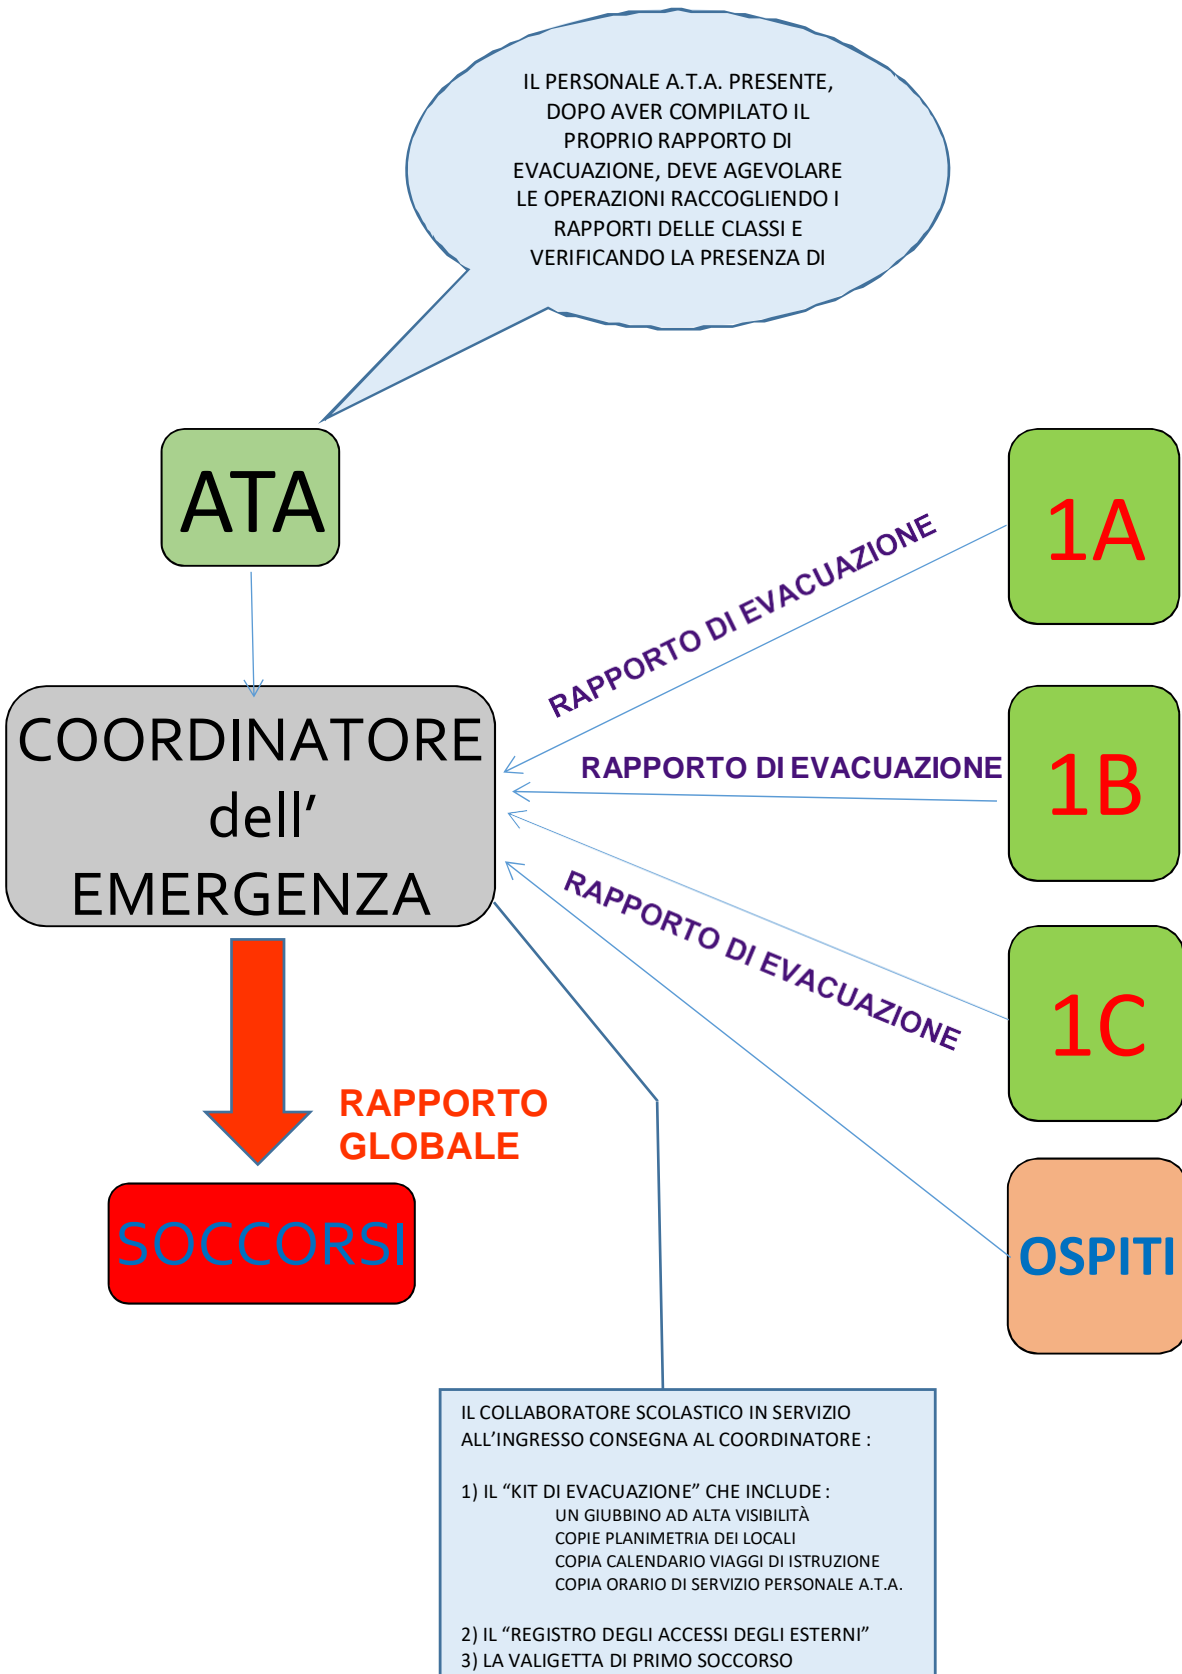 IL PERSONALE A.T.A. PRESENTE,
DOPO AVER COMPILATO IL
PROPRIO RAPPORTO DI
EVACUAZIONE, DEVE AGEVOLARE
LE OPERAZIONI RACCOGLIENDO I
RAPPORTI DELLE CLASSI E
VERIFICANDO LA PRESENZA DI
ATA
1A
RAPPORTO DI EVACUAZIONE
COORDINATORE
dell’
EMERGENZA
RAPPORTO DI EVACUAZIONE
1B
RAPPORTO DI EVACUAZIONE
1C
RAPPORTO
GLOBALE
SOCCORSI
OSPITI
IL COLLABORATORE SCOLASTICO IN SERVIZIO
ALL’INGRESSO CONSEGNA AL COORDINATORE :
1) IL “KIT DI EVACUAZIONE” CHE INCLUDE :
UN GIUBBINO AD ALTA VISIBILITÀ
COPIE PLANIMETRIA DEI LOCALI
COPIA CALENDARIO VIAGGI DI ISTRUZIONE
COPIA ORARIO DI SERVIZIO PERSONALE A.T.A.
2) IL “REGISTRO DEGLI ACCESSI DEGLI ESTERNI”
3) LA VALIGETTA DI PRIMO SOCCORSO